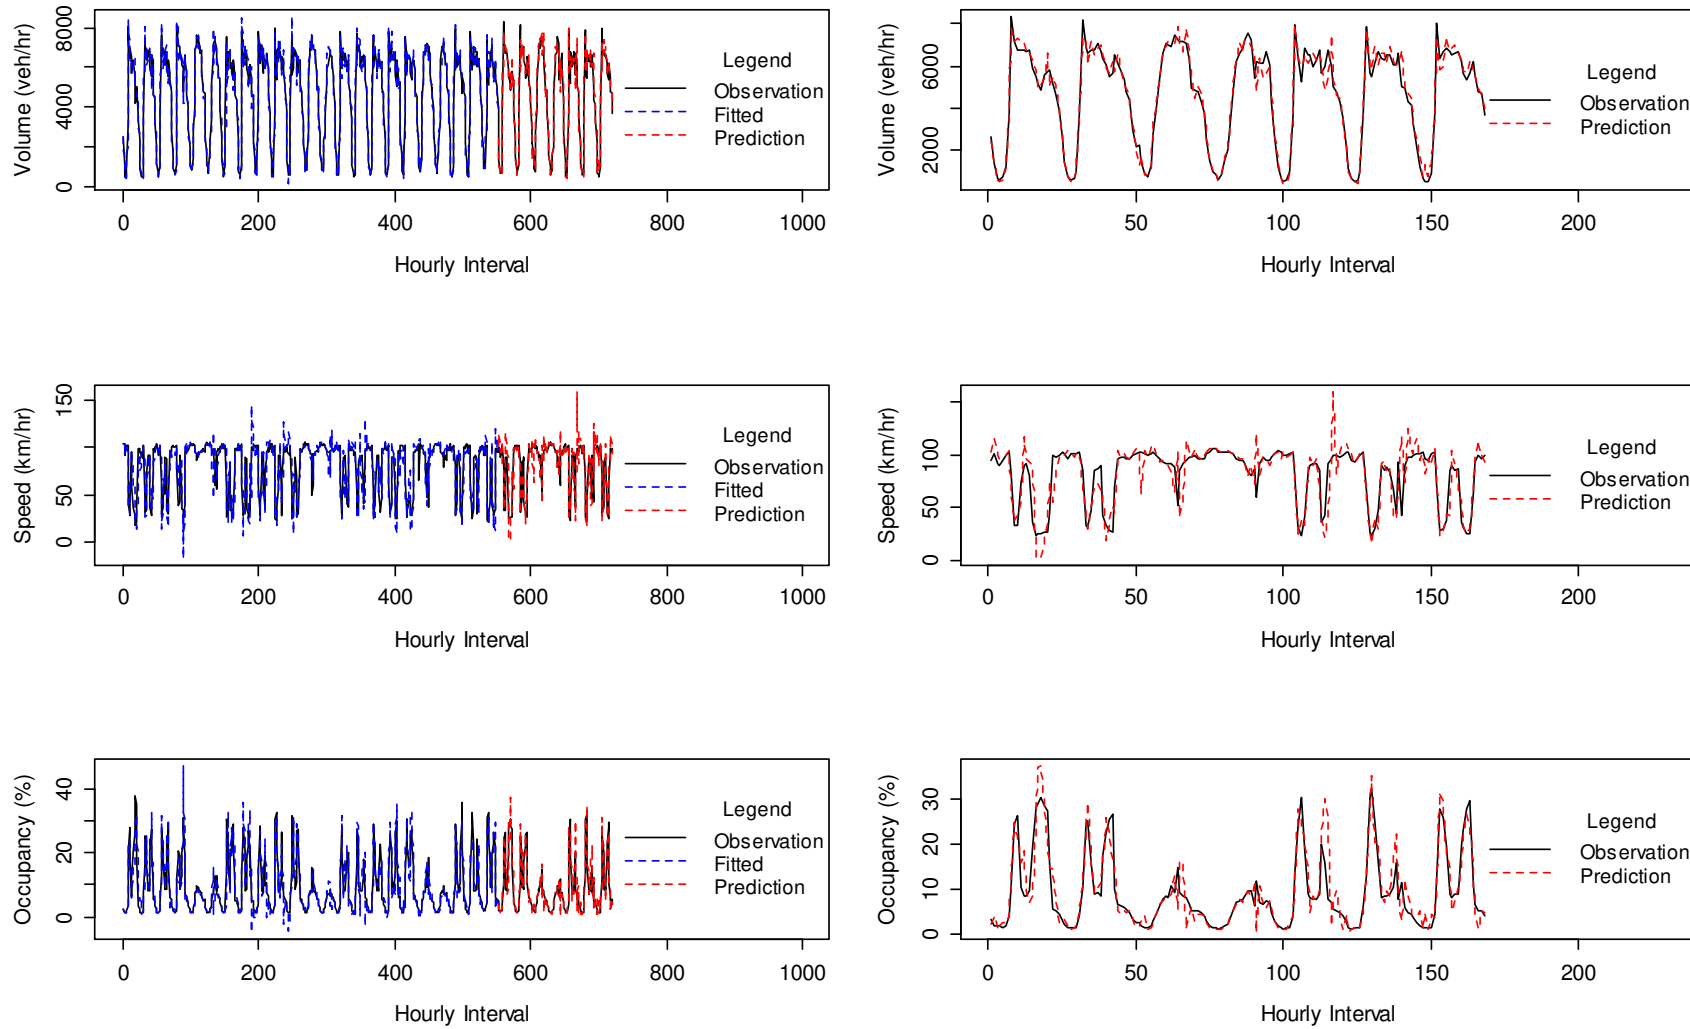 Volume (veh/hr)
8000
4000
0
Legend
Observation
Fitted
Prediction
0 200 400 600 800 1000
Hourly Interval
Volume (veh/hr)
6000
2000
Legend
Observation
Prediction
0 50 100 150 200
Hourly Interval
Speed (km/hr)
150
50
0
Legend
Observation
Fitted
Prediction
0 200 400 600 800 1000
Hourly Interval
Speed (km/hr)
100
50
0
Legend
Observation
Prediction
0 50 100 150 200
Hourly Interval
Occupancy (%)
40
20
0
Legend
Observation
Fitted
Prediction
0 200 400 600 800 1000
Hourly Interval
Occupancy (%)
30
20
10
0
Legend
Observation
Prediction
0 50 100 150 200
Hourly Interval